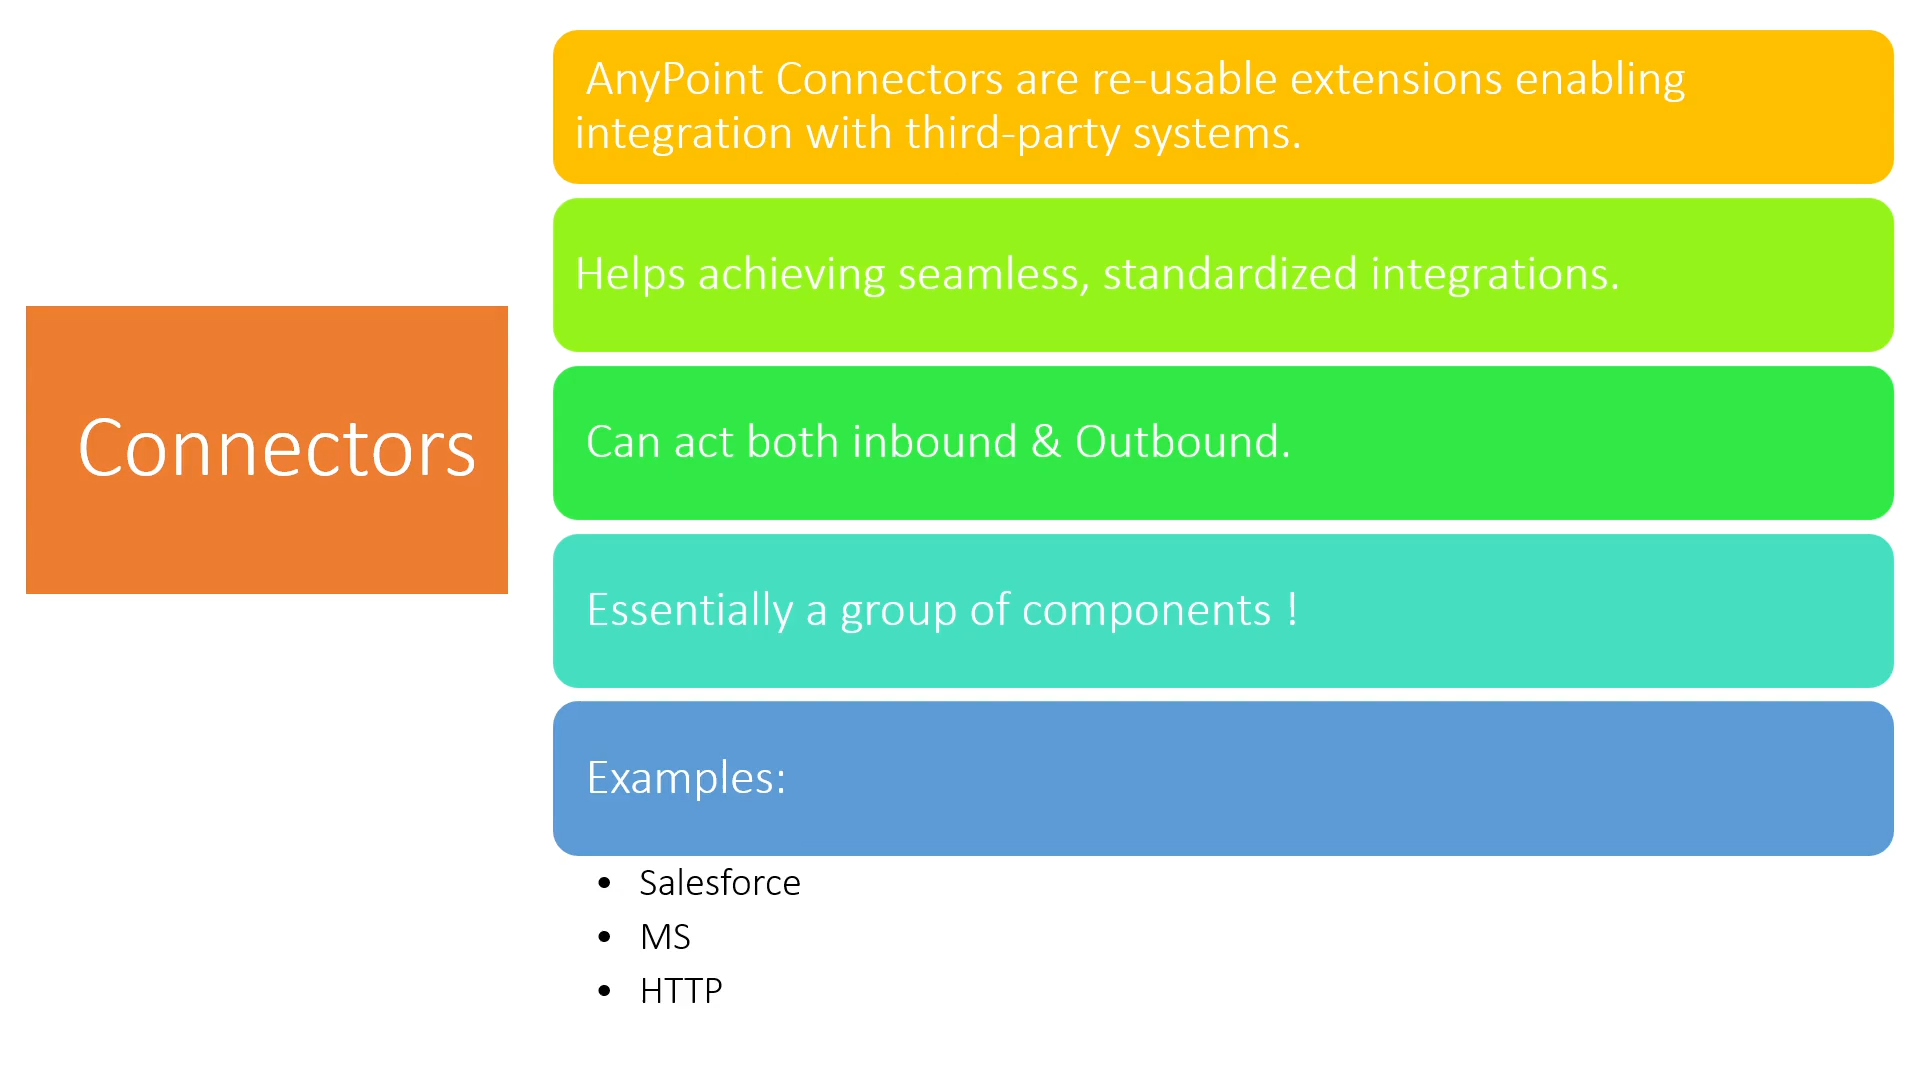 Connectors
AnyPoint Connectors are re-usable extensions enabling
integration with third-party systems.
Helps achieving seamless, standardized integrations.
Can act both inbound & Outbound.
Essentially a group of components !
Examples:
• Salesforce
• MS
• HTTP